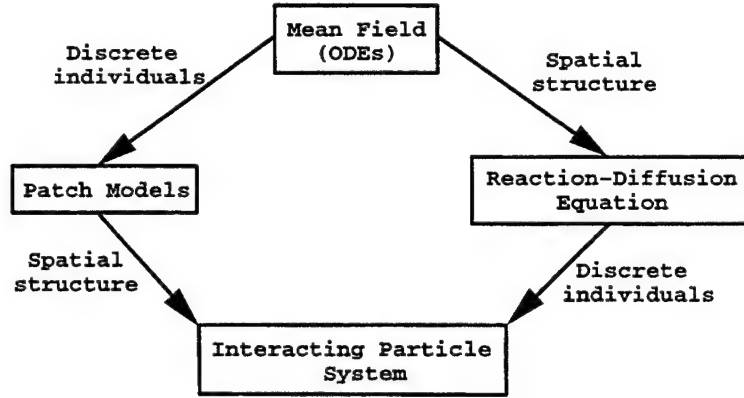 Mean Field
(ODEs)
Discrete
individuals
Spatial
structure
Patch Models
Reaction-Diffusion
Equation
Spatial
structure
Discrete
individuals
Interacting Particle
System